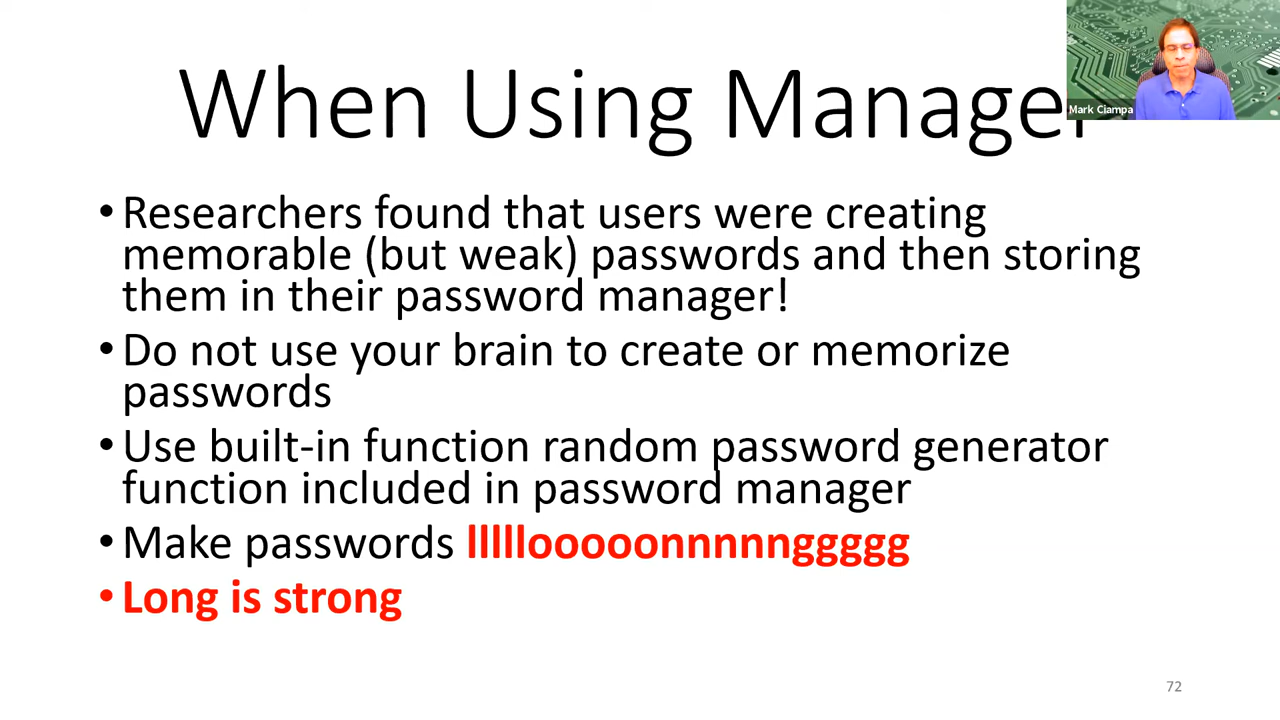 When Using Manager
Mark Ciampa
• Researchers found that users were creating
memorable (but weak) passwords and then storing
them in their password manager!
• Do not use your brain to create or memorize
passwords
• Use built-in function random password generator
function included in password manager
• Make passwords lllllooooonnnnnggggg
• Long is strong
72